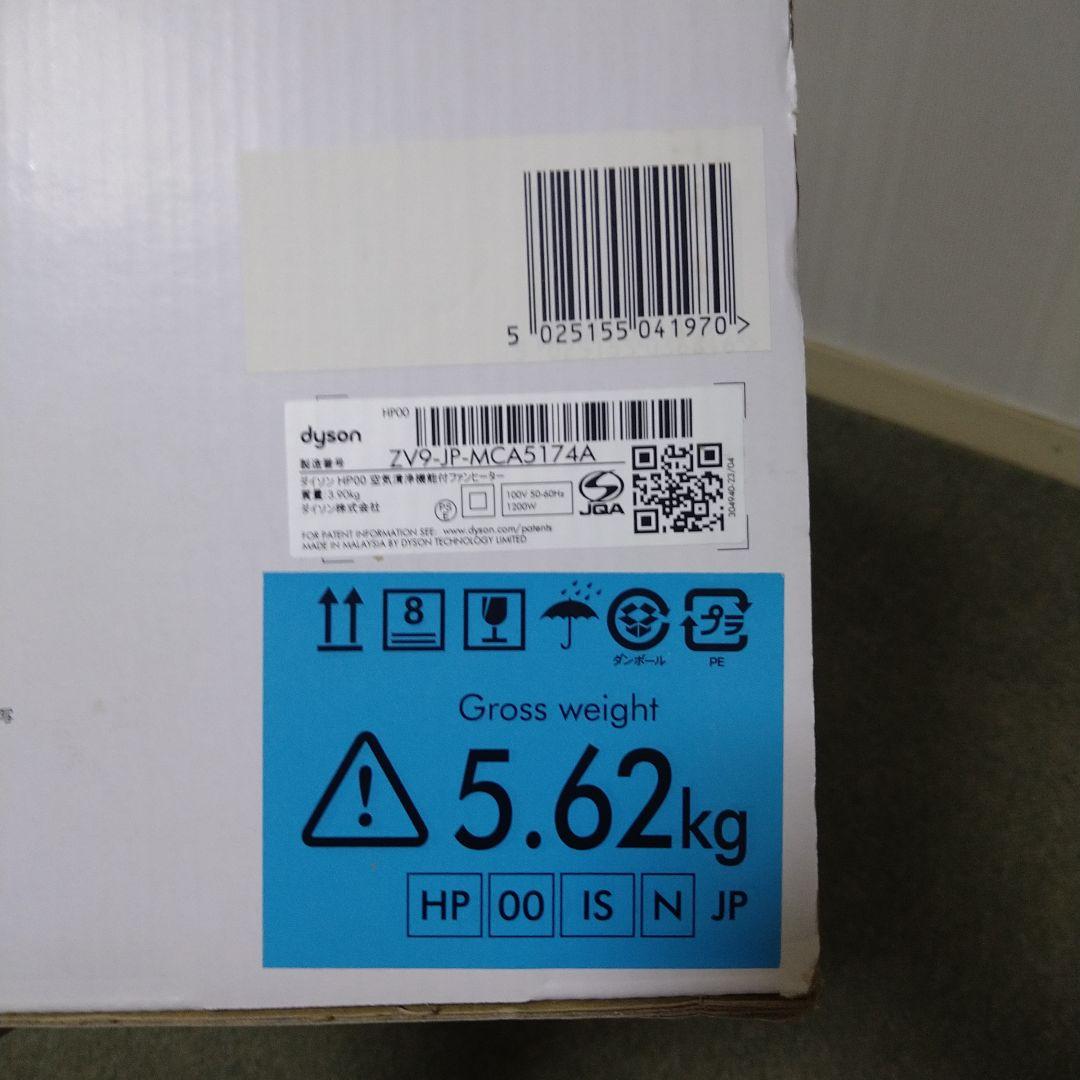 5 025155 041970 >
HP00
dyson
製造番号 ZV9-JP-MCA5174A
ダイソン HP00 空気清浄機能付ファンヒーター
質量: 3.90kg
ダイソン株式会社
PS
E
100V 50-60Hz
1200W
JQA
304940-23/04
FOR PATENT INFORMATION SEE: www.dyson.com/patents
MADE IN MALAYSIA BY DYSON TECHNOLOGY LIMITED
8
プラ
ダンボール
PE
Gross weight
5.62kg
HP 00 IS N JP